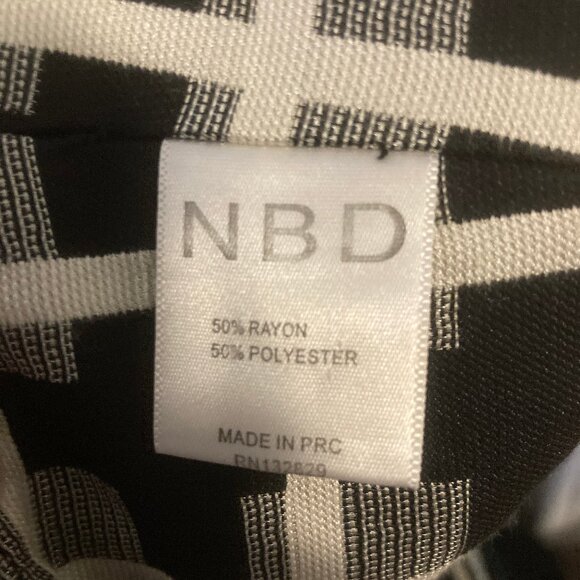 NBD
50% RAYON
50% POLYESTER
MADE IN PRC